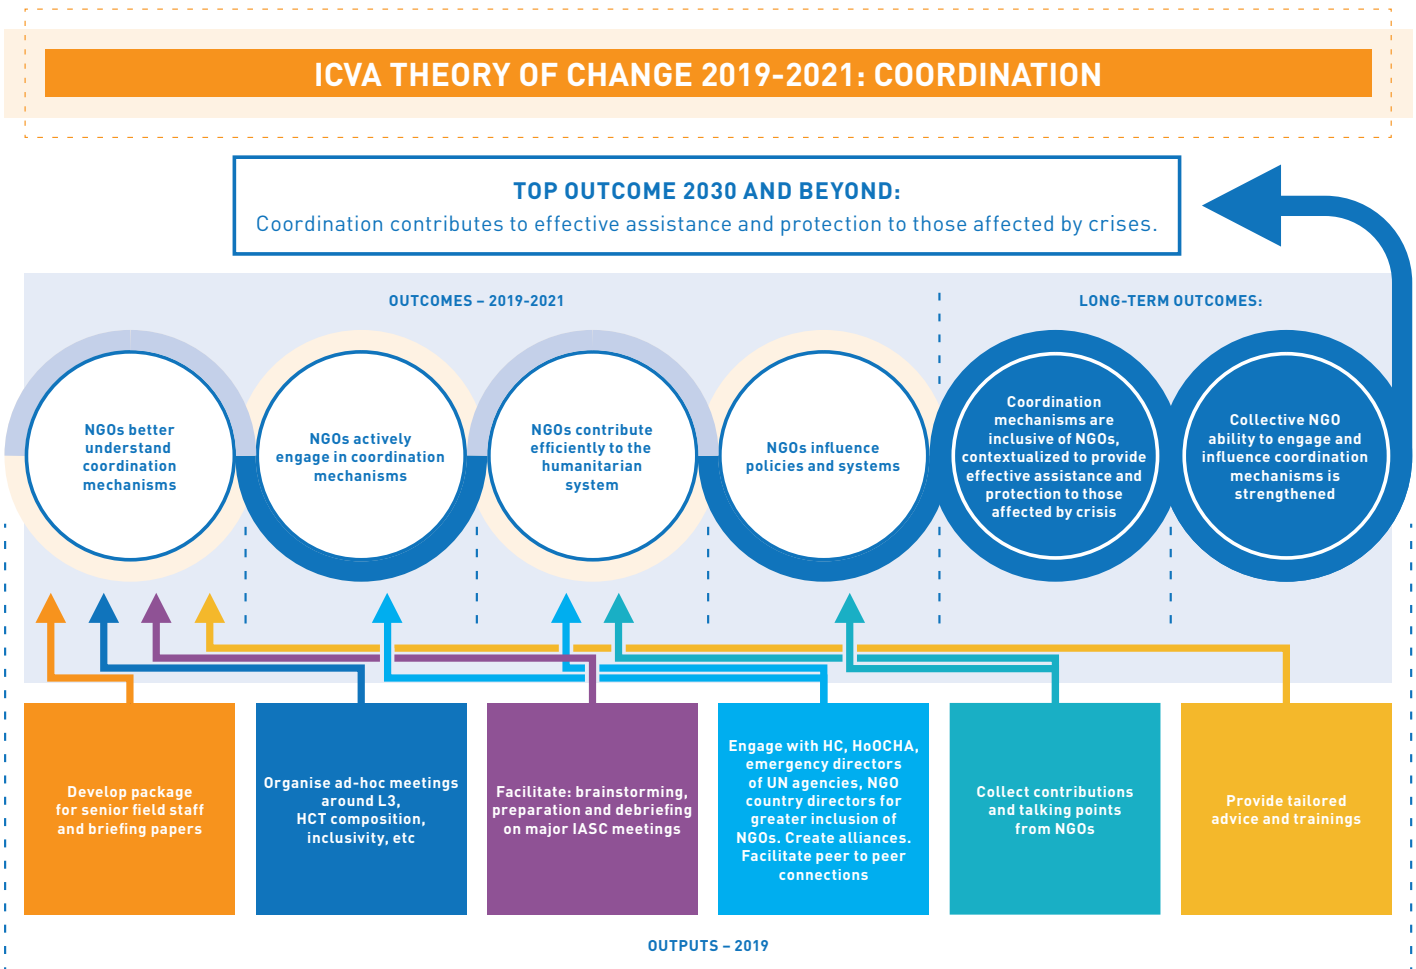 ICVA THEORY OF CHANGE 2019-2021: COORDINATION
TOP OUTCOME 2030 AND BEYOND:
Coordination contributes to effective assistance and protection to those affected by crises.
OUTCOMES – 2019-2021
LONG-TERM OUTCOMES:
NGOs better
understand
coordination
mechanisms
NGOs actively
engage in coordination
mechanisms
NGOs contribute
efficiently to the
humanitarian
system
NGOs influence
policies and systems
Coordination
mechanisms are
inclusive of NGOs,
contextualized to provide
effective assistance and
protection to those
affected by crisis
Collective NGO
ability to engage and
influence coordination
mechanisms is
strengthened
Develop package
for senior field staff
and briefing papers
Organise ad-hoc meetings
around L3,
HCT composition,
inclusivity, etc
Facilitate: brainstorming,
preparation and debriefing
on major IASC meetings
Engage with HC, HoOCHA,
emergency directors
of UN agencies, NGO
country directors for
greater inclusion of
NGOs. Create alliances.
Facilitate peer to peer
connections
Collect contributions
and talking points
from NGOs
Provide tailored
advice and trainings
OUTPUTS – 2019